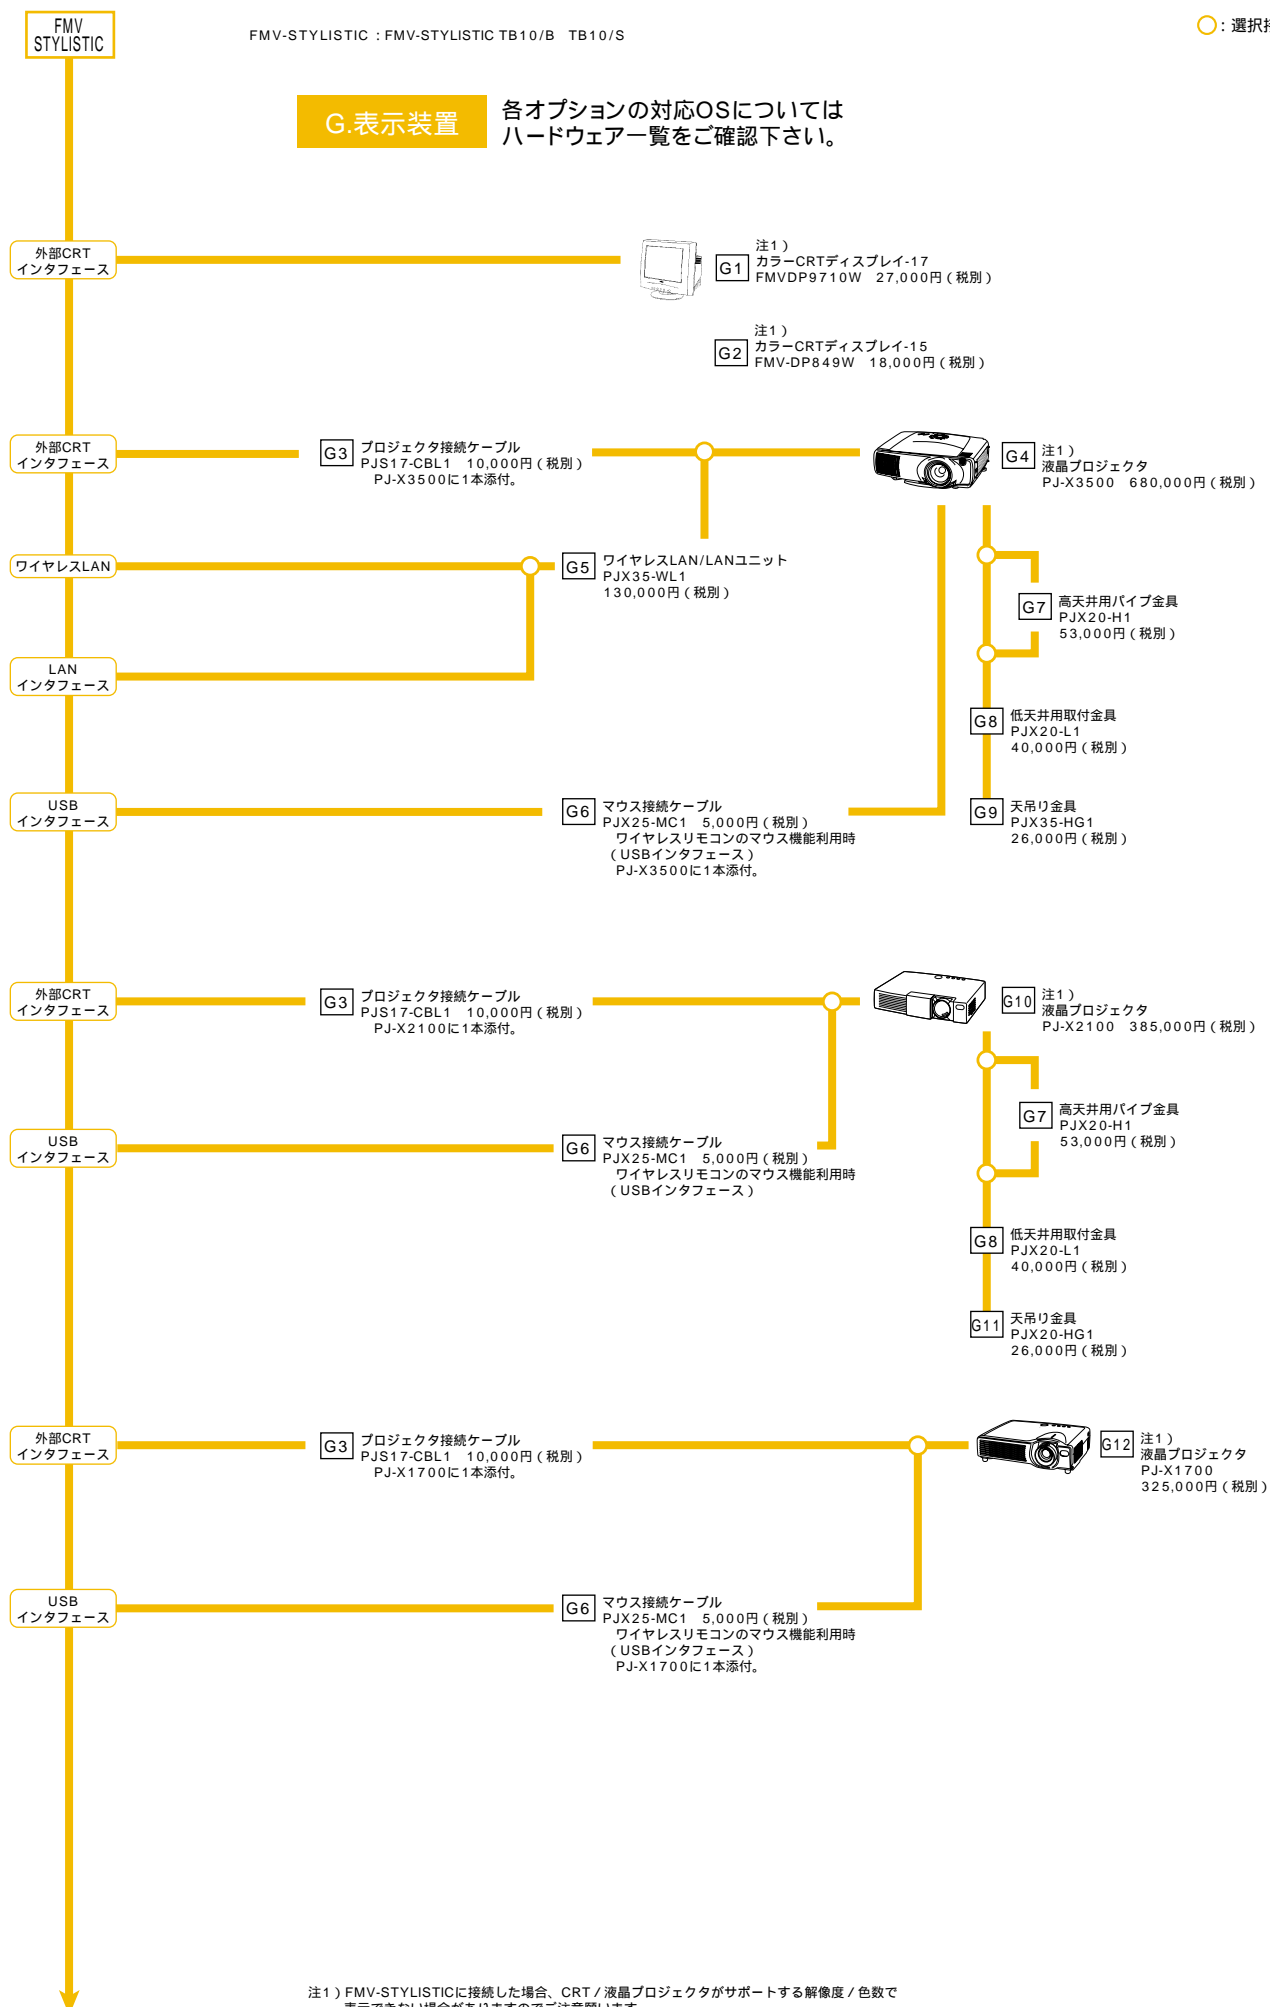 FMV
STYLISTIC
FMV-STYLISTIC：FMV-STYLISTIC TB10/B　TB10/S
○：選択
G.表示装置
各オプションの対応OSについては
ハードウェア一覧をご確認下さい。
外部CRT
インタフェース
G1
注1）
カラーCRTディスプレイ-17
FMVDP9710W　27,000円（税別）
G2
注1）
カラーCRTディスプレイ-15
FMV-DP849W　18,000円（税別）
外部CRT
インタフェース
G3
プロジェクタ接続ケーブル
PJS17-CBL1　10,000円（税別）
PJ-X3500に1本添付。
G4
注1）
液晶プロジェクタ
PJ-X3500　680,000円（税別）
ワイヤレスLAN
G5
ワイヤレスLAN/LANユニット
PJX35-WL1
130,000円（税別）
G7
高天井用パイプ金具
PJX20-H1
53,000円（税別）
LAN
インタフェース
G8
低天井用取付金具
PJX20-L1
40,000円（税別）
USB
インタフェース
G6
マウス接続ケーブル
PJX25-MC1　5,000円（税別）
ワイヤレスリモコンのマウス機能利用時
（USBインタフェース）
PJ-X3500に1本添付。
G9
天吊り金具
PJX35-HG1
26,000円（税別）
外部CRT
インタフェース
G3
プロジェクタ接続ケーブル
PJS17-CBL1　10,000円（税別）
PJ-X2100に1本添付。
G10
注1）
液晶プロジェクタ
PJ-X2100　385,000円（税別）
G7
高天井用パイプ金具
PJX20-H1
53,000円（税別）
USB
インタフェース
G6
マウス接続ケーブル
PJX25-MC1　5,000円（税別）
ワイヤレスリモコンのマウス機能利用時
（USBインタフェース）
G8
低天井用取付金具
PJX20-L1
40,000円（税別）
G11
天吊り金具
PJX20-HG1
26,000円（税別）
外部CRT
インタフェース
G3
プロジェクタ接続ケーブル
PJS17-CBL1　10,000円（税別）
PJ-X1700に1本添付。
G12
注1）
液晶プロジェクタ
PJ-X1700
325,000円（税別）
USB
インタフェース
G6
マウス接続ケーブル
PJX25-MC1　5,000円（税別）
ワイヤレスリモコンのマウス機能利用時
（USBインタフェース）
PJ-X1700に1本添付。
注1）FMV-STYLISTICに接続した場合、CRT／液晶プロジェクタがサポートする解像度／色数で
表示できない場合がありますのでご注意願います